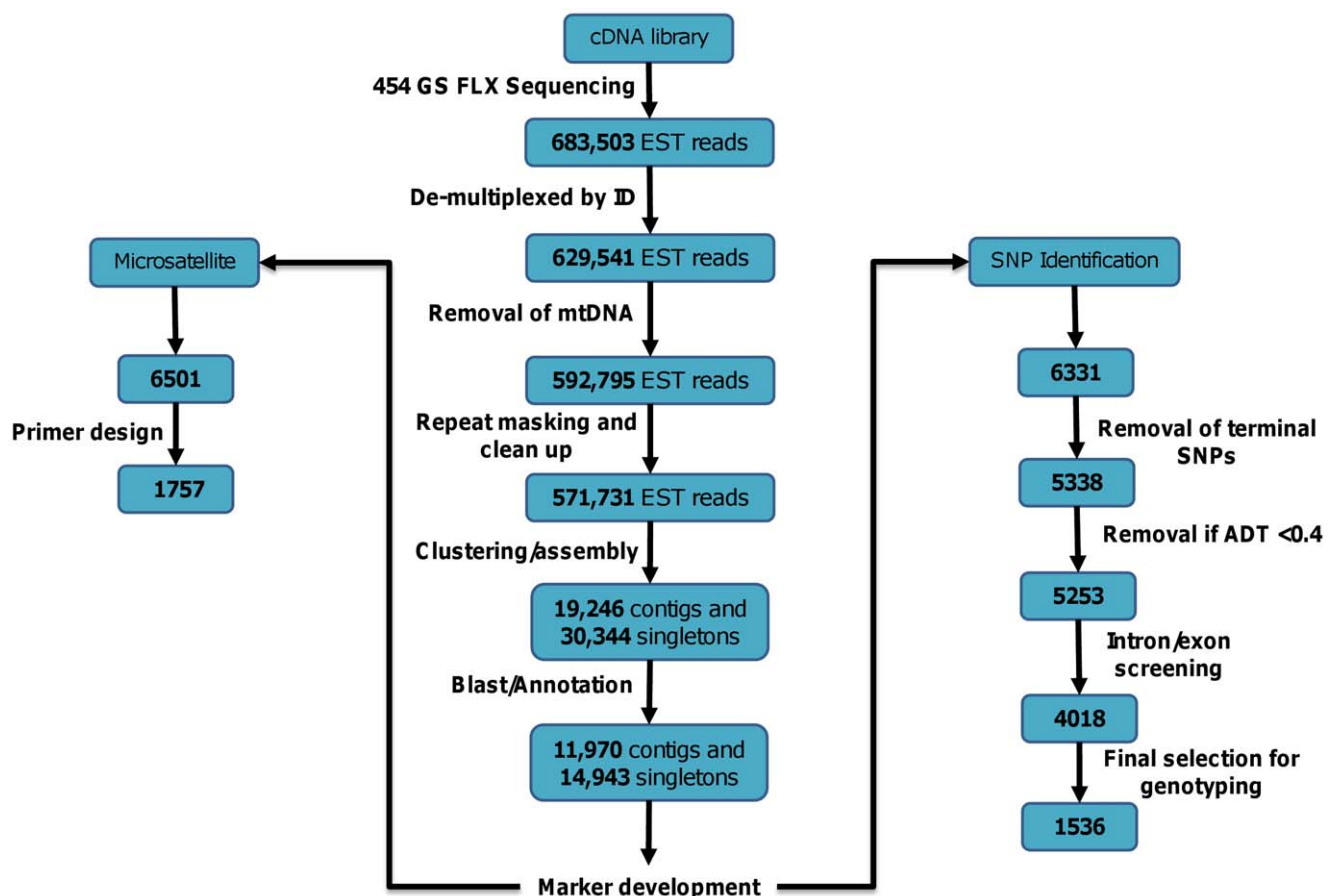 cDNA library
454 GS FLX Sequencing
683,503 EST reads
De-multiplexed by ID
629,541 EST reads
Removal of mtDNA
592,795 EST reads
Repeat masking and
clean up
571,731 EST reads
Clustering/assembly
19,246 contigs and
30,344 singletons
Blast/Annotation
11,970 contigs and
14,943 singletons
Marker development
Microsatellite
6501
Primer design
1757
SNP Identification
6331
Removal of terminal
SNPs
5338
Removal if ADT <0.4
5253
Intron/exon
screening
4018
Final selection for
genotyping
1536